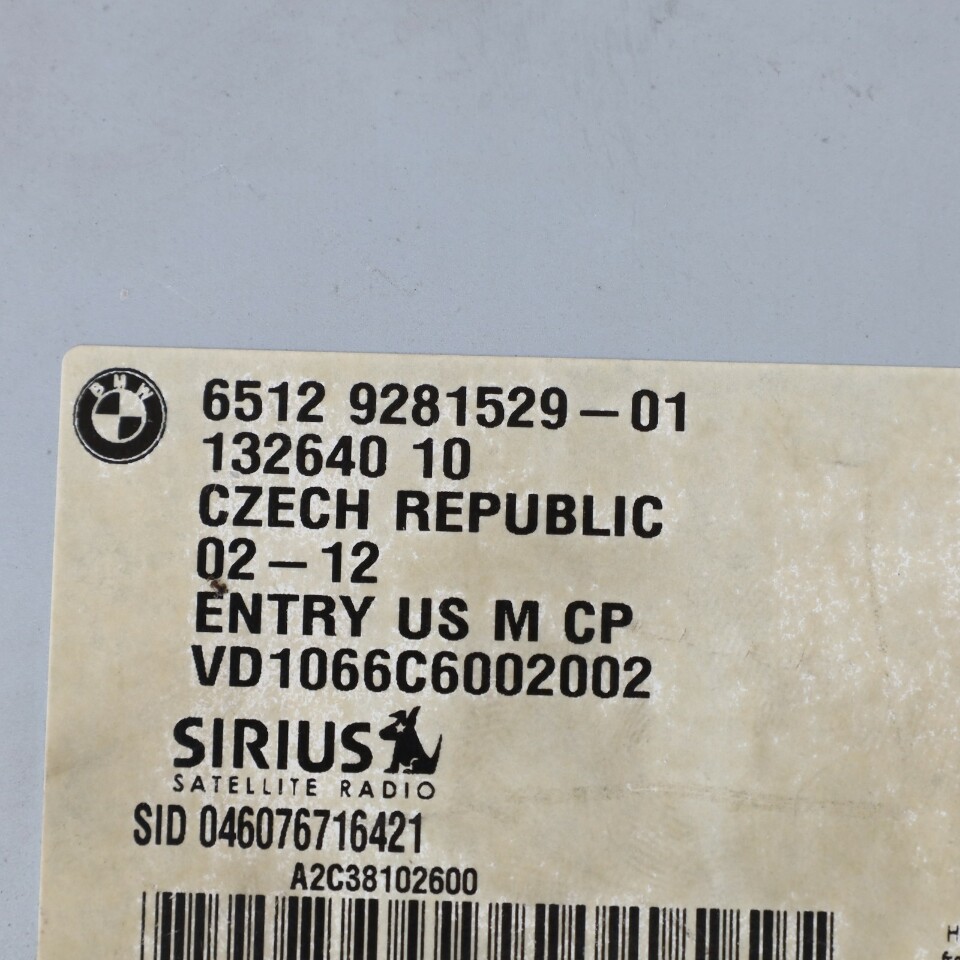 BMW
6512 9281529-01
132640 10
CZECH REPUBLIC
02-12
ENTRY US M CP
VD1066C6002002
SIRIUS
SATELLITE RADIO
SID 046076716421
A2C38102600